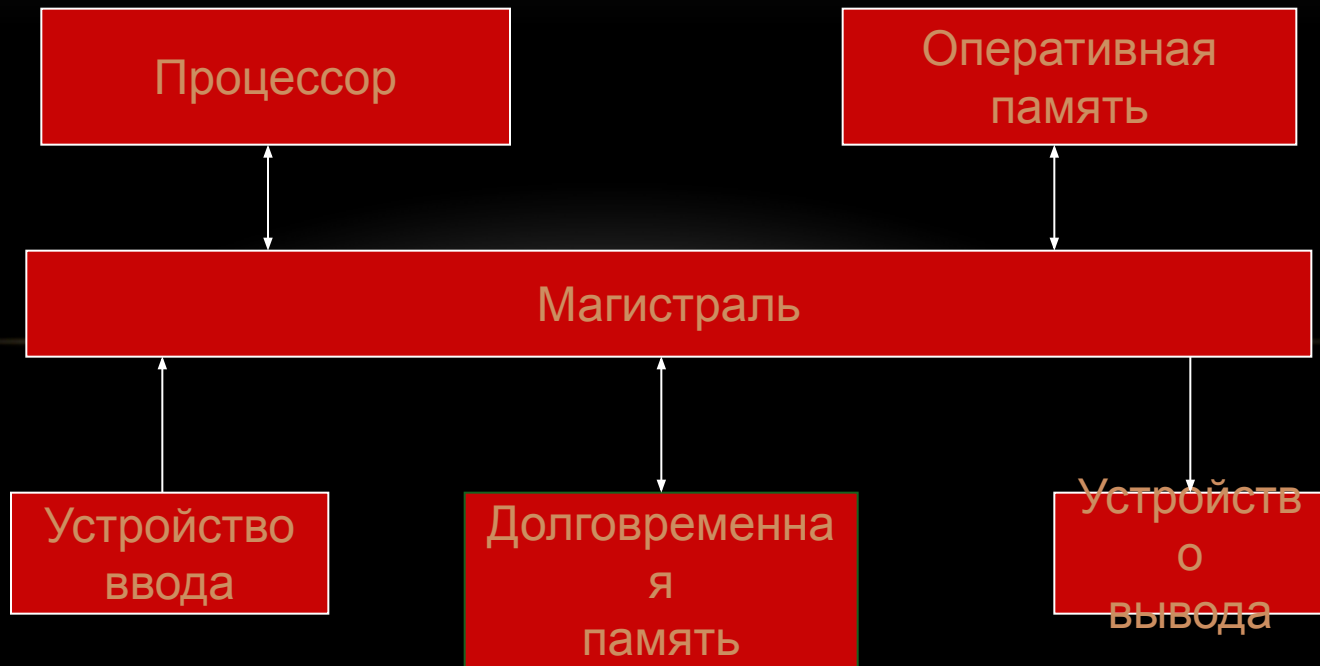 Процессор
Оперативная
память
Магистраль
Устройство
ввода
Долговременна
я
память
Устройств
о
вывода